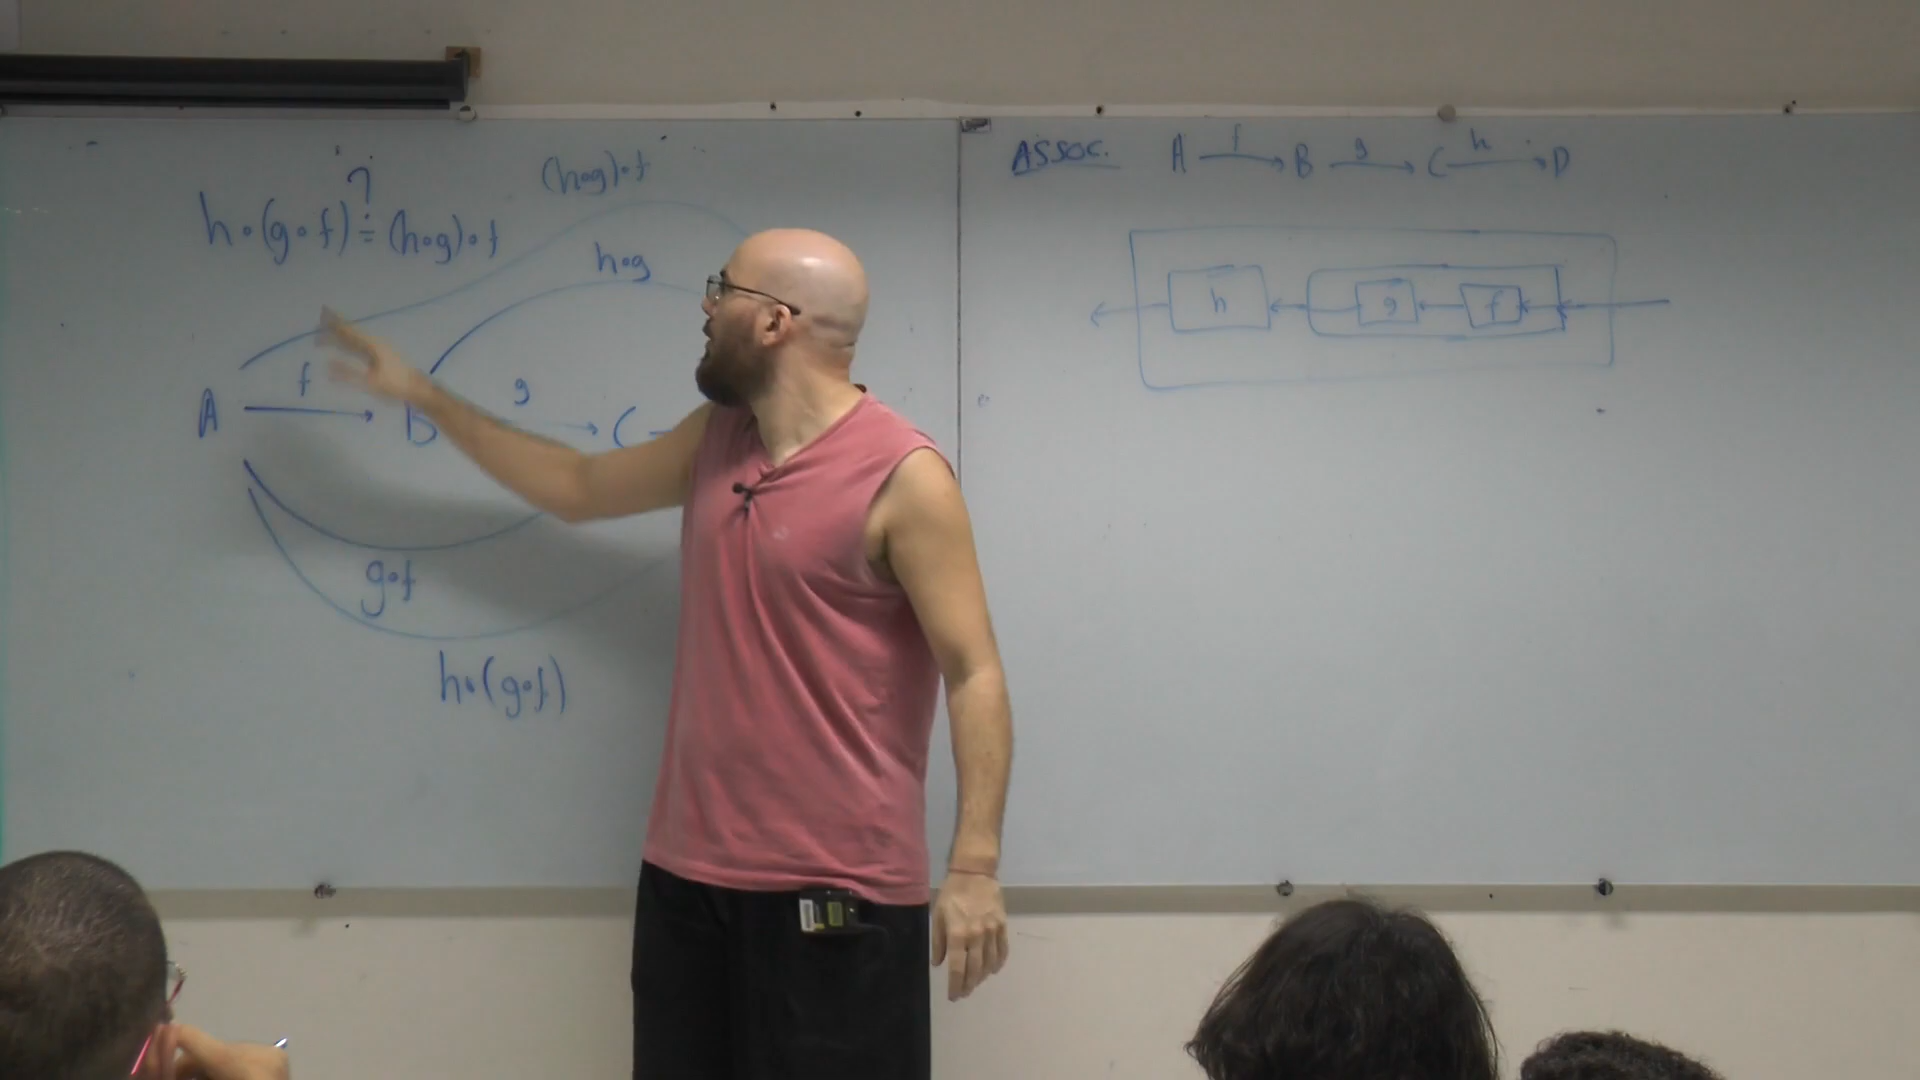 h∘(g∘f) ≟ (h∘g)∘f
(h∘g)∘f
h∘g
f
g
A
B
C
g∘f
h∘(g∘f)
ASSOC.
f g h
A B C D
h g f